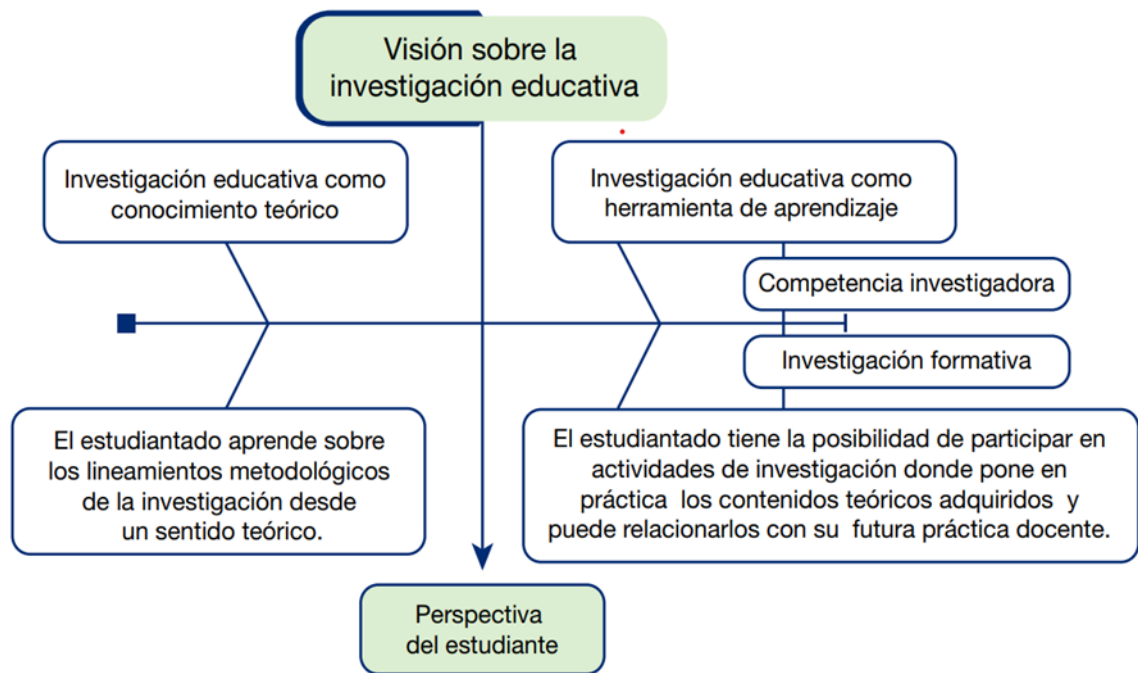 Visión sobre la
investigación educativa
Investigación educativa como
conocimiento teórico
Investigación educativa como
herramienta de aprendizaje
Competencia investigadora
Investigación formativa
El estudiantado aprende sobre
los lineamientos metodológicos
de la investigación desde
un sentido teórico.
El estudiantado tiene la posibilidad de participar en
actividades de investigación donde pone en
práctica los contenidos teóricos adquiridos y
puede relacionarlos con su futura práctica docente.
Perspectiva
del estudiante